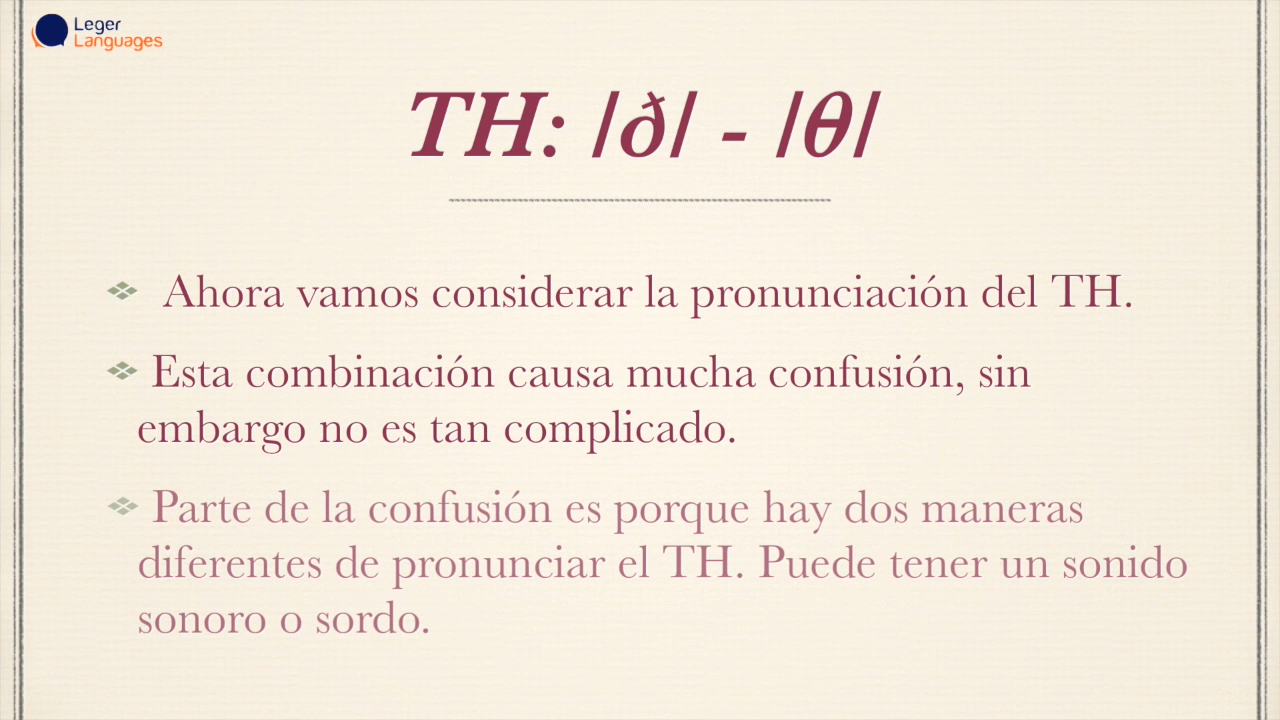 Leger
Languages
TH: /ð/ - /θ/
Ahora vamos considerar la pronunciación del TH.
Esta combinación causa mucha confusión, sin
embargo no es tan complicado.
Parte de la confusión es porque hay dos maneras
diferentes de pronunciar el TH. Puede tener un sonido
sonoro o sordo.